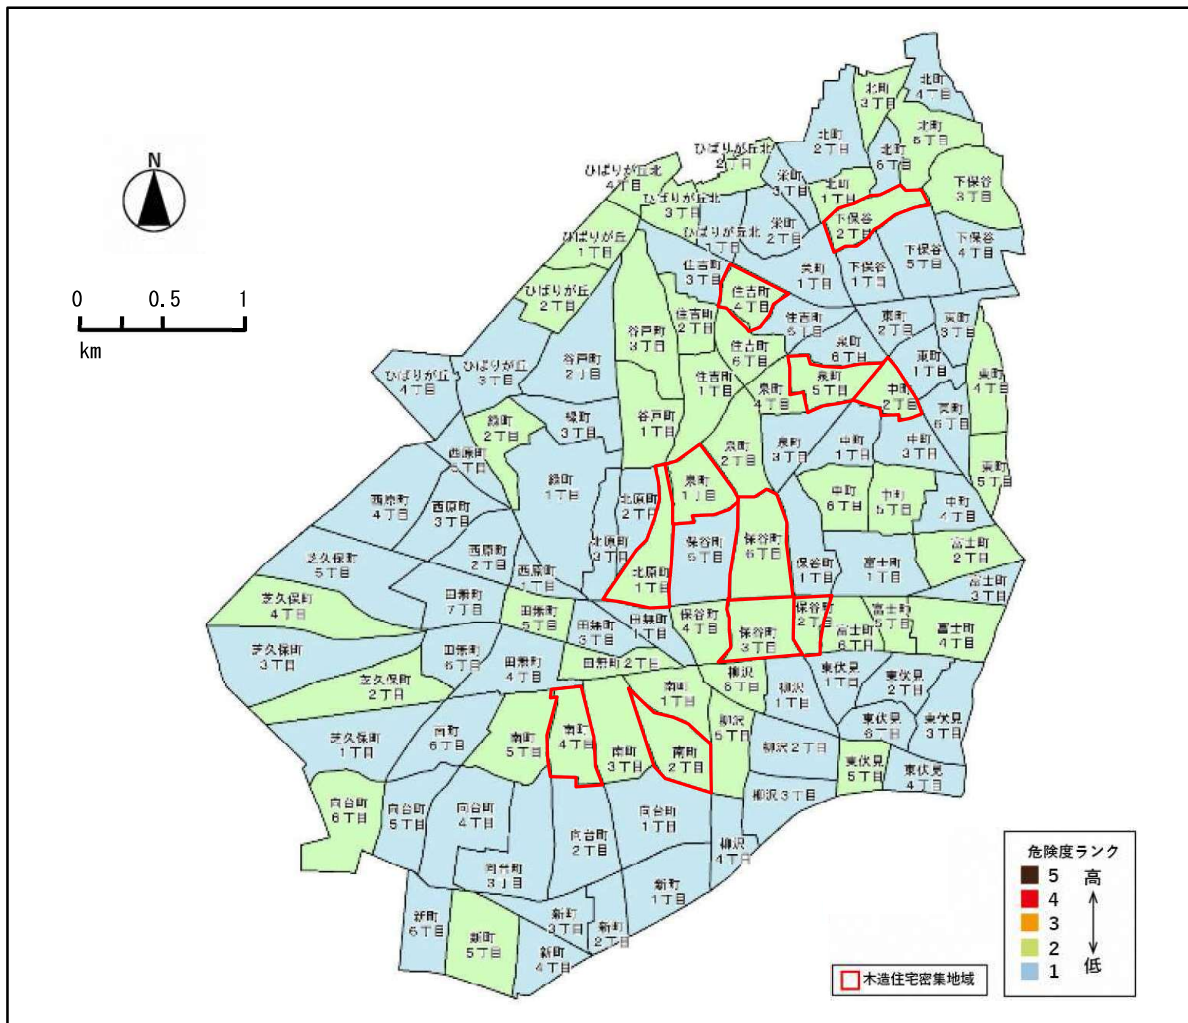 北町
4丁目
北町
3丁目
北町
5丁目
北町
2丁目
北町
6丁目
ひばりが丘北
2丁目
ひばりが丘北
4丁目
栄町
3丁目
北町
1丁目
下保谷
3丁目
ひばりが丘北
3丁目
下保谷
2丁目
ひばりが丘北
1丁目
栄町
2丁目
下保谷
5丁目
下保谷
4丁目
ひばりが丘
1丁目
住吉町
3丁目
栄町
1丁目
下保谷
1丁目
ひばりが丘
2丁目
住吉町
4丁目
住吉町
2丁目
住吉町
5丁目
東町
2丁目
東町
3丁目
谷戸町
3丁目
住吉町
6丁目
泉町
6丁目
東町
1丁目
ひばりが丘
4丁目
ひばりが丘
3丁目
谷戸町
2丁目
住吉町
1丁目
泉町
4丁目
泉町
5丁目
中町
2丁目
東町
4丁目
東町
6丁目
緑町
2丁目
緑町
3丁目
谷戸町
1丁目
泉町
2丁目
泉町
3丁目
中町
1丁目
中町
3丁目
西原町
5丁目
緑町
1丁目
泉町
1丁目
東町
5丁目
西原町
4丁目
西原町
3丁目
北原町
2丁目
中町
6丁目
中町
5丁目
中町
4丁目
西原町
2丁目
北原町
3丁目
保谷町
5丁目
保谷町
6丁目
富士町
2丁目
芝久保町
5丁目
西原町
1丁目
北原町
1丁目
保谷町
1丁目
富士町
1丁目
富士町
3丁目
芝久保町
4丁目
田無町
7丁目
田無町
5丁目
田無町
3丁目
田無町
1丁目
保谷町
4丁目
保谷町
3丁目
保谷町
2丁目
富士町
6丁目
富士町
5丁目
富士町
4丁目
芝久保町
3丁目
田無町
6丁目
田無町
4丁目
田無町2丁目
柳沢
6丁目
柳沢
1丁目
東伏見
1丁目
東伏見
2丁目
芝久保町
2丁目
南町
1丁目
芝久保町
1丁目
南町
6丁目
南町
5丁目
南町
4丁目
南町
3丁目
南町
2丁目
柳沢
5丁目
柳沢2丁目
東伏見
6丁目
東伏見
3丁目
東伏見
5丁目
東伏見
4丁目
向台町
6丁目
向台町
5丁目
向台町
4丁目
向台町
2丁目
向台町
1丁目
柳沢3丁目
柳沢
4丁目
向台町
3丁目
新町
1丁目
新町
6丁目
新町
5丁目
新町
3丁目
新町
2丁目
新町
4丁目
N
0 0.5 1
km
危険度ランク
5 高
4
3
2
1 低
木造住宅密集地域